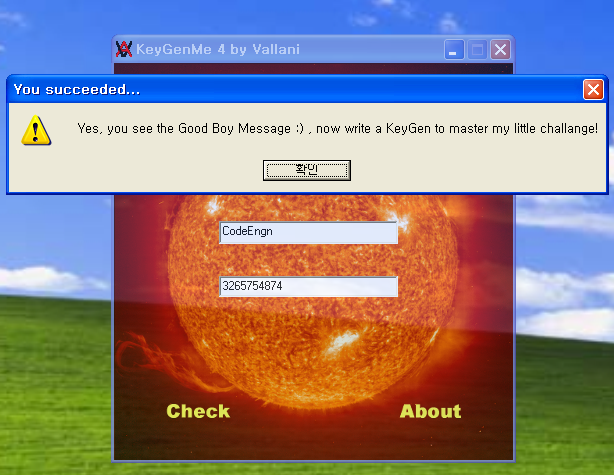 KeyGenMe 4 by Vallani
You succeeded...
Yes, you see the Good Boy Message :) , now write a KeyGen to master my little challange!
확인
CodeEngn
3265754874
Check About